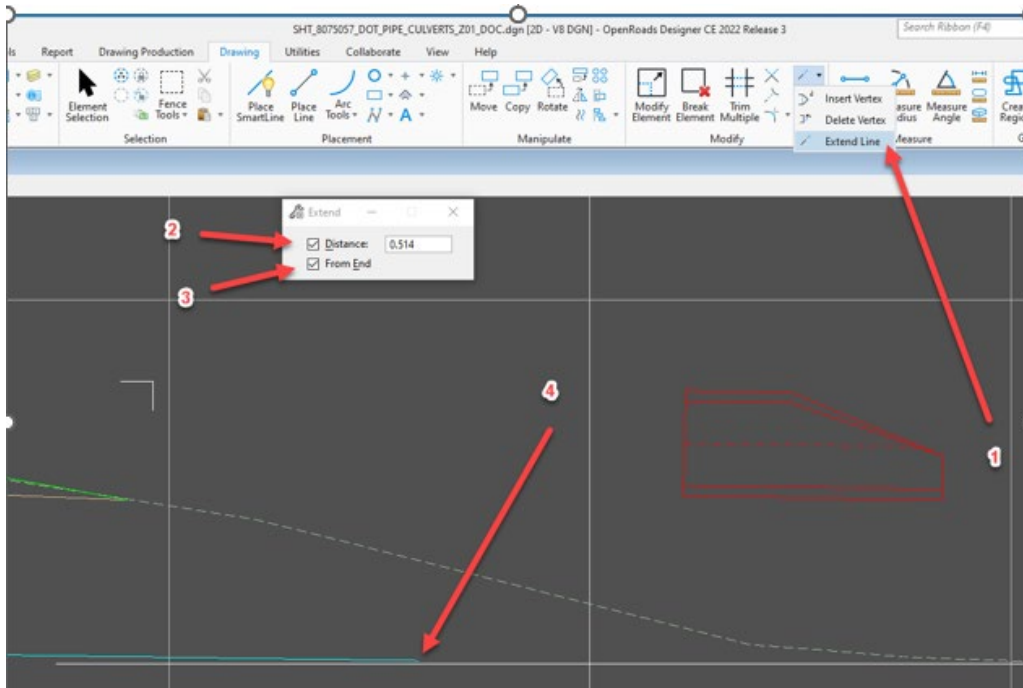 SHT_8075057_DOT_PIPE_CULVERTS_Z01_DOC.dgn [2D - V8 DGN] - OpenRoads Designer CE 2022 Release 3
Search Ribbon (F4)
Report Drawing Production Drawing Utilities Collaborate View Help
Element Selection
Fence Tools
Selection
Place SmartLine
Place Line
Arc Tools
Placement
Move Copy Rotate
Manipulate
Modify Element
Break Element
Trim Multiple
Modify
Insert Vertex
Delete Vertex
Extend Line
Measure Angle
2
Extend
Distance: 0.514
From End
3
4
1